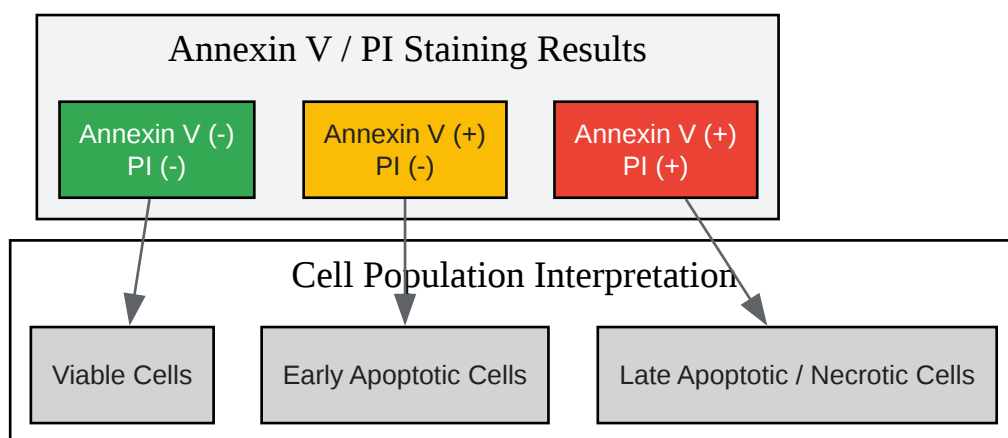 Annexin V / PI Staining Results
Annexin V (-)
PI (-)
Annexin V (+)
PI (-)
Annexin V (+)
PI (+)
Cell Population Interpretation
Viable Cells
Early Apoptotic Cells
Late Apoptotic / Necrotic Cells